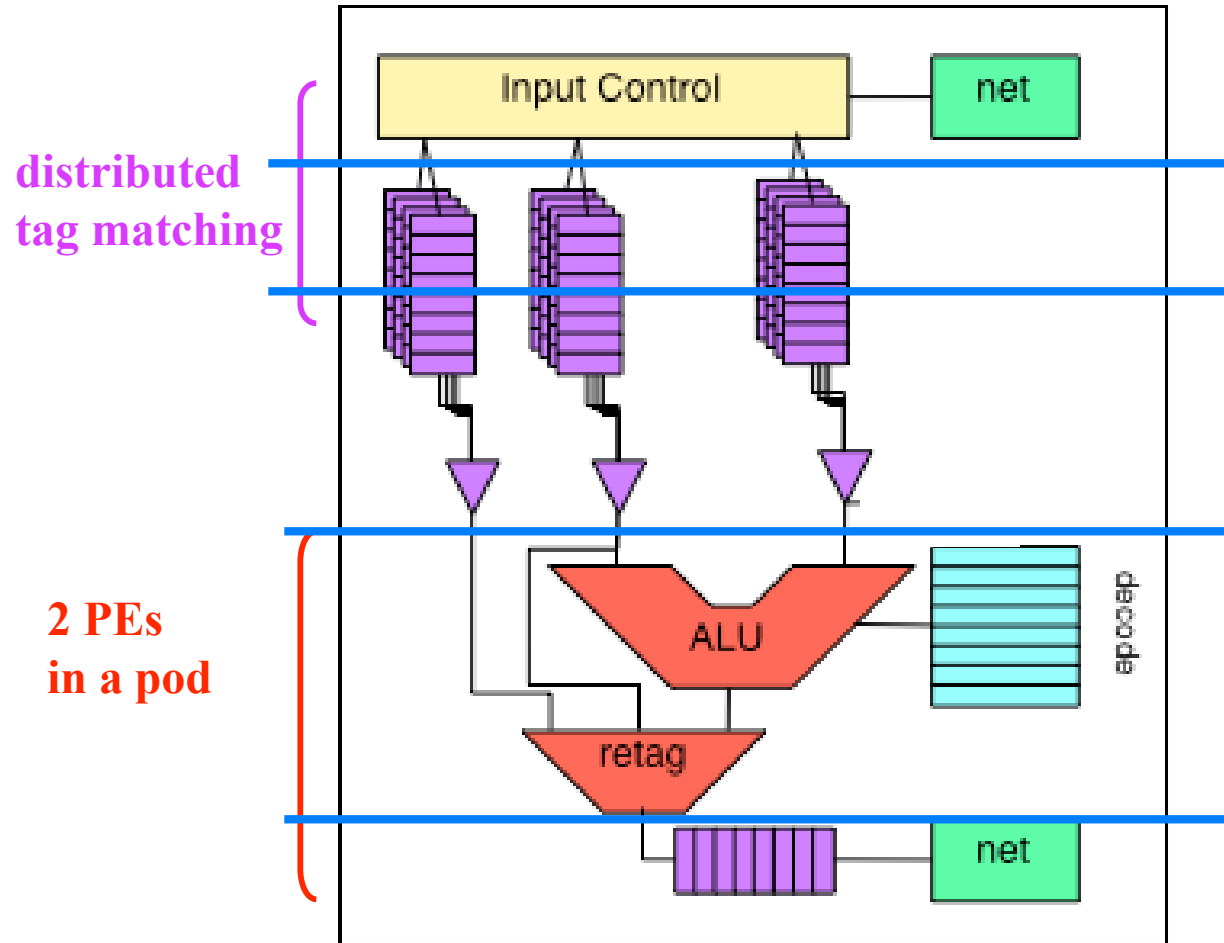 Input Control
net
distributed
tag matching
2 PEs
in a pod
ALU
decode
retag
net